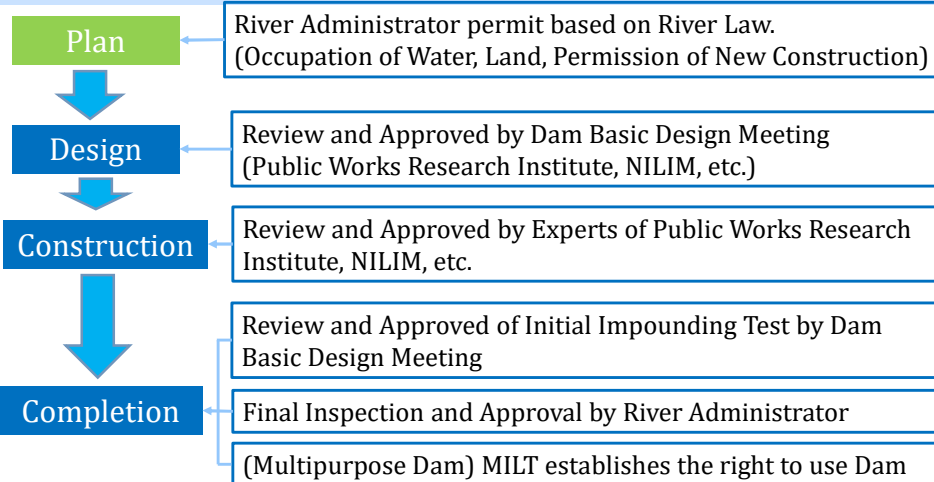 Plan
River Administrator permit based on River Law.
(Occupation of Water, Land, Permission of New Construction)
Design
Review and Approved by Dam Basic Design Meeting
(Public Works Research Institute, NILIM, etc.)
Construction
Review and Approved by Experts of Public Works Research
Institute, NILIM, etc.
Review and Approved of Initial Impounding Test by Dam
Basic Design Meeting
Completion
Final Inspection and Approval by River Administrator
(Multipurpose Dam) MILT establishes the right to use Dam